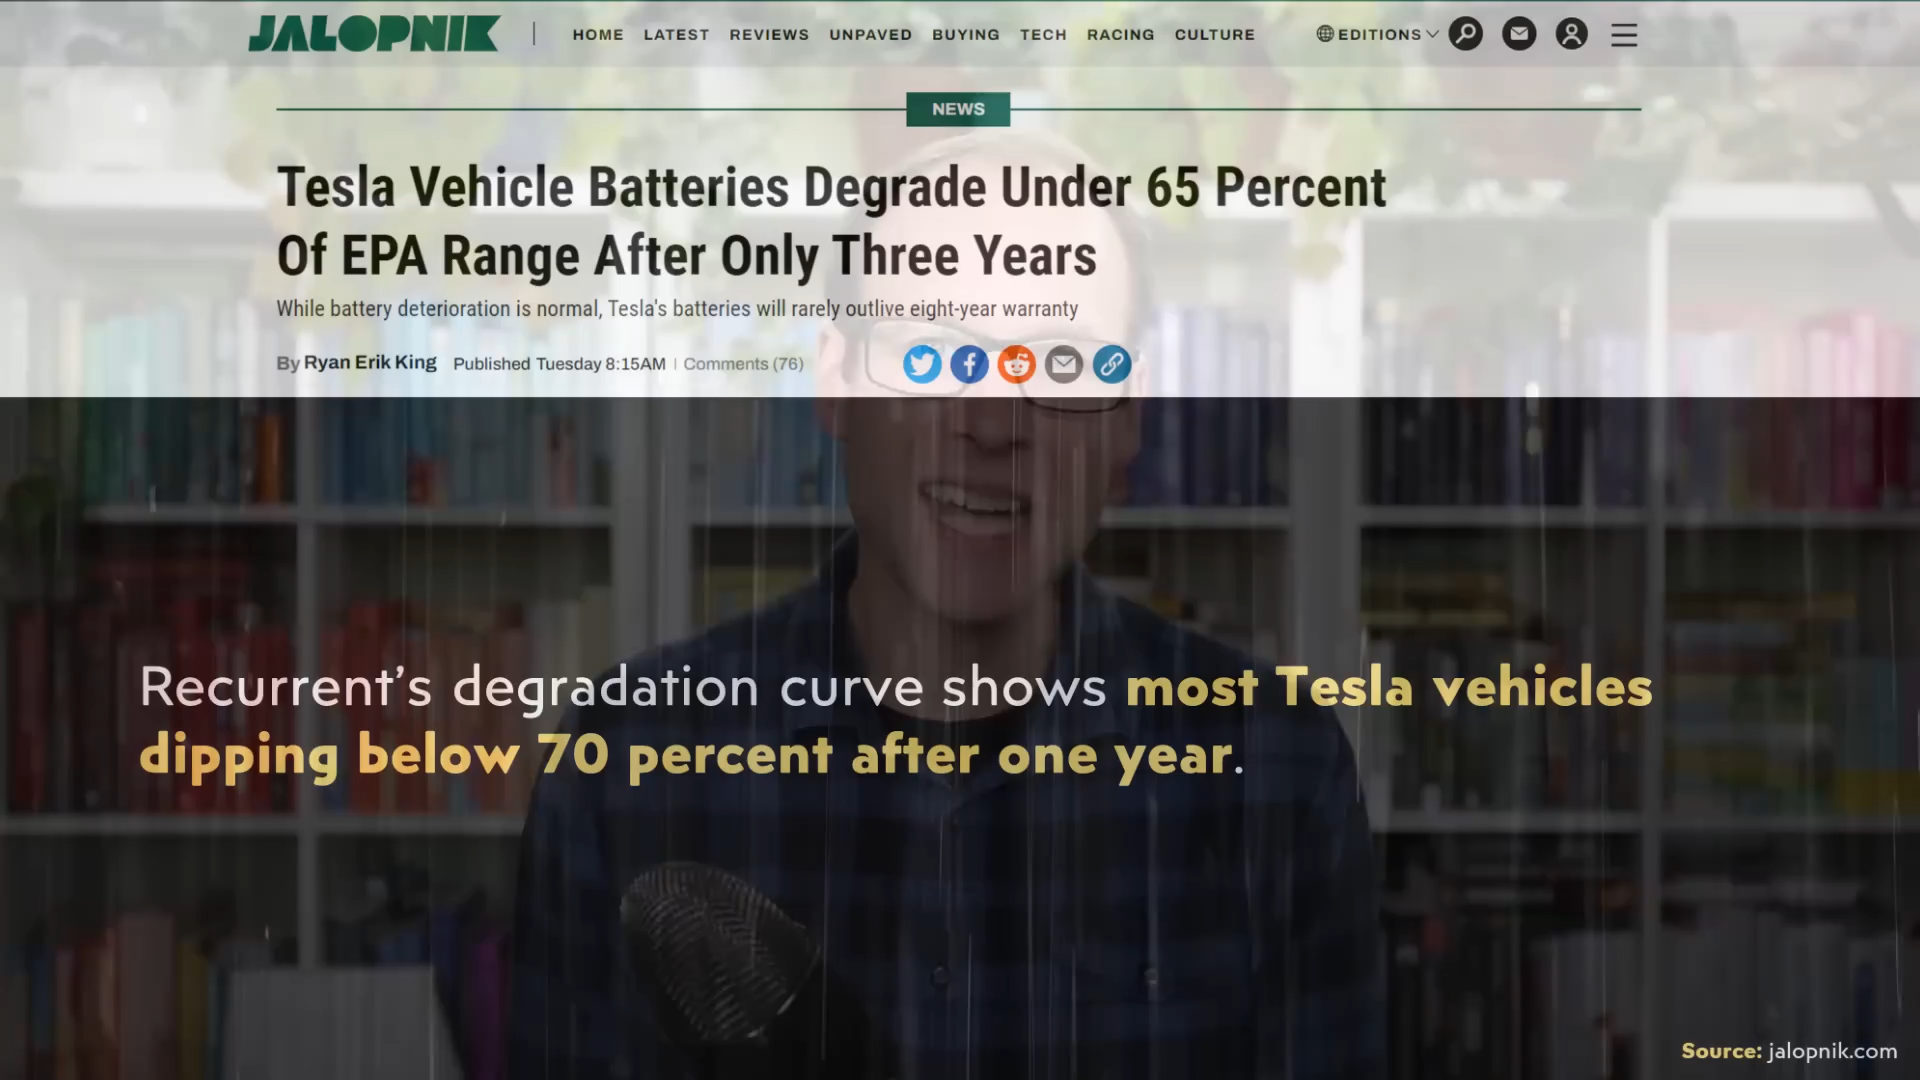 JALOPNIK
HOME LATEST REVIEWS UNPAVED BUYING TECH RACING CULTURE EDITIONS
NEWS
Tesla Vehicle Batteries Degrade Under 65 Percent
Of EPA Range After Only Three Years
While battery deterioration is normal, Tesla's batteries will rarely outlive eight-year warranty
By Ryan Erik King Published Tuesday 8:15AM | Comments (76)
Recurrent’s degradation curve shows most Tesla vehicles
dipping below 70 percent after one year.
Source: jalopnik.com